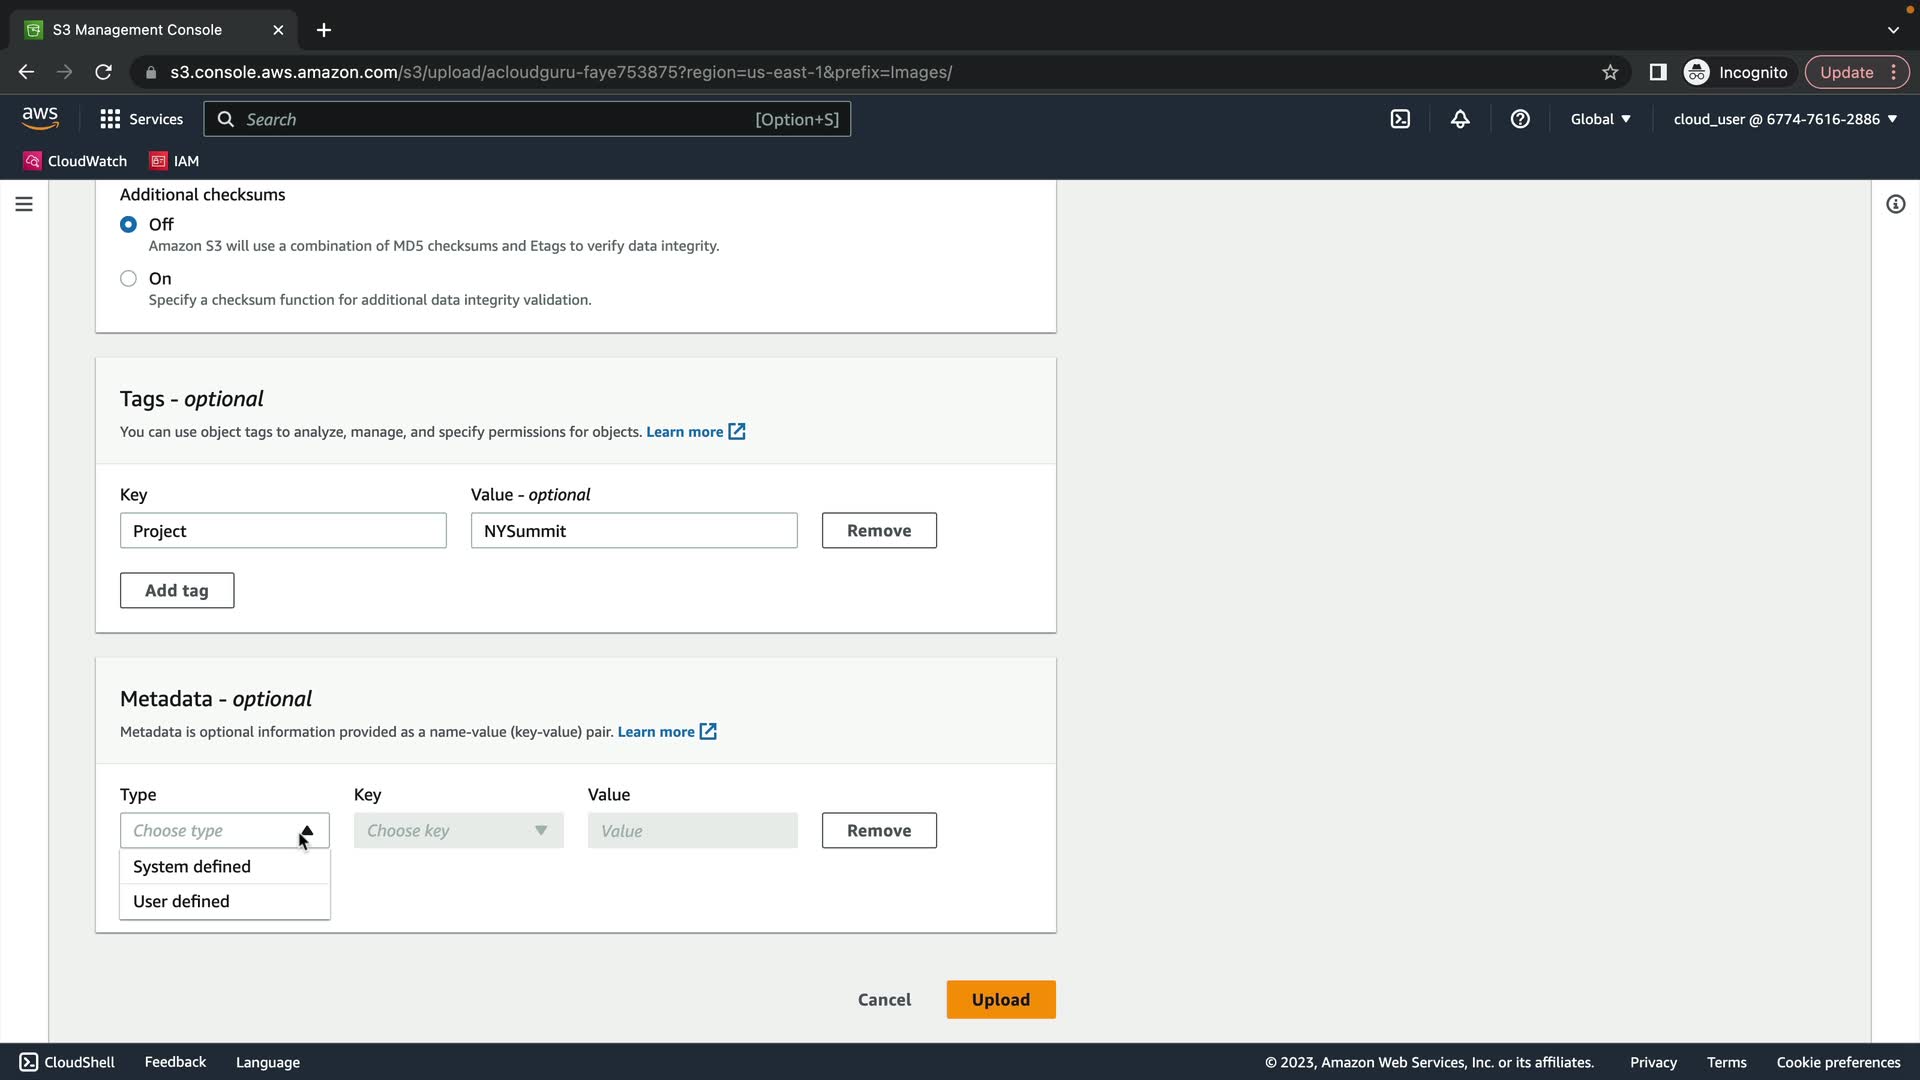 S3 Management Console
s3.console.aws.amazon.com/s3/upload/acloudguru-faye753875?region=us-east-1&prefix=Images/
Incognito
Update
aws
Services
Search
[Option+S]
Global
cloud_user @ 6774-7616-2886
CloudWatch
IAM
Additional checksums
Off
Amazon S3 will use a combination of MD5 checksums and Etags to verify data integrity.
On
Specify a checksum function for additional data integrity validation.
Tags - optional
You can use object tags to analyze, manage, and specify permissions for objects. Learn more
Key
Value - optional
Project
NYSummit
Remove
Add tag
Metadata - optional
Metadata is optional information provided as a name-value (key-value) pair. Learn more
Type
Key
Value
Choose type
Choose key
Value
Remove
System defined
User defined
Cancel
Upload
CloudShell
Feedback
Language
© 2023, Amazon Web Services, Inc. or its affiliates.
Privacy
Terms
Cookie preferences